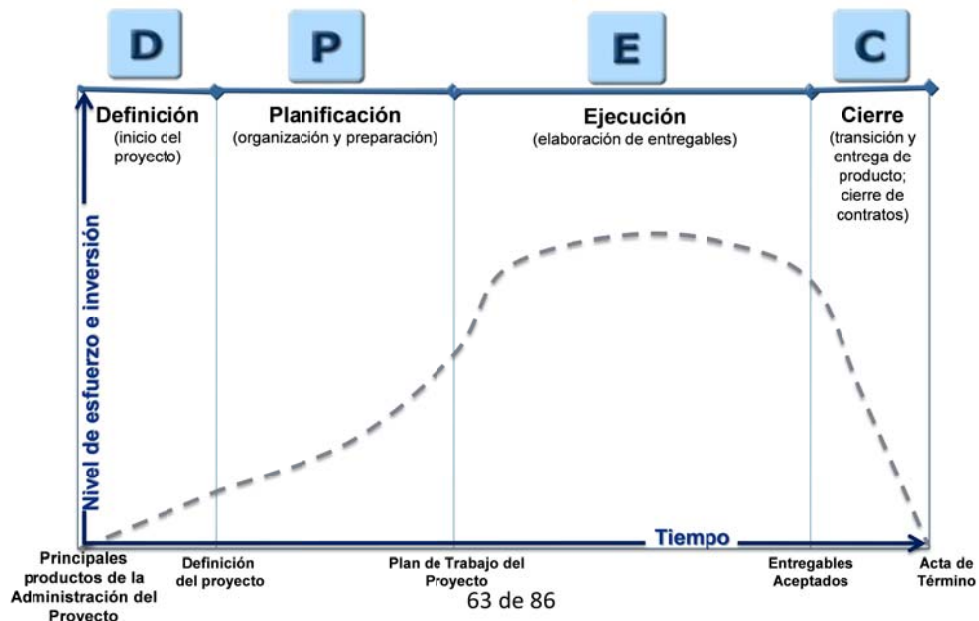 D
P
E
C
Definición
(inicio del
proyecto)
Planificación
(organización y preparación)
Ejecución
(elaboración de entregables)
Cierre
(transición y
entrega de
producto;
cierre de
contratos)
Nivel de esfuerzo e inversión
Tiempo
Principales
productos de la
Administración del
Proyecto
Definición
del proyecto
Plan de Trabajo del
Proyecto
Entregables
Aceptados
Acta de
Término
63 de 86